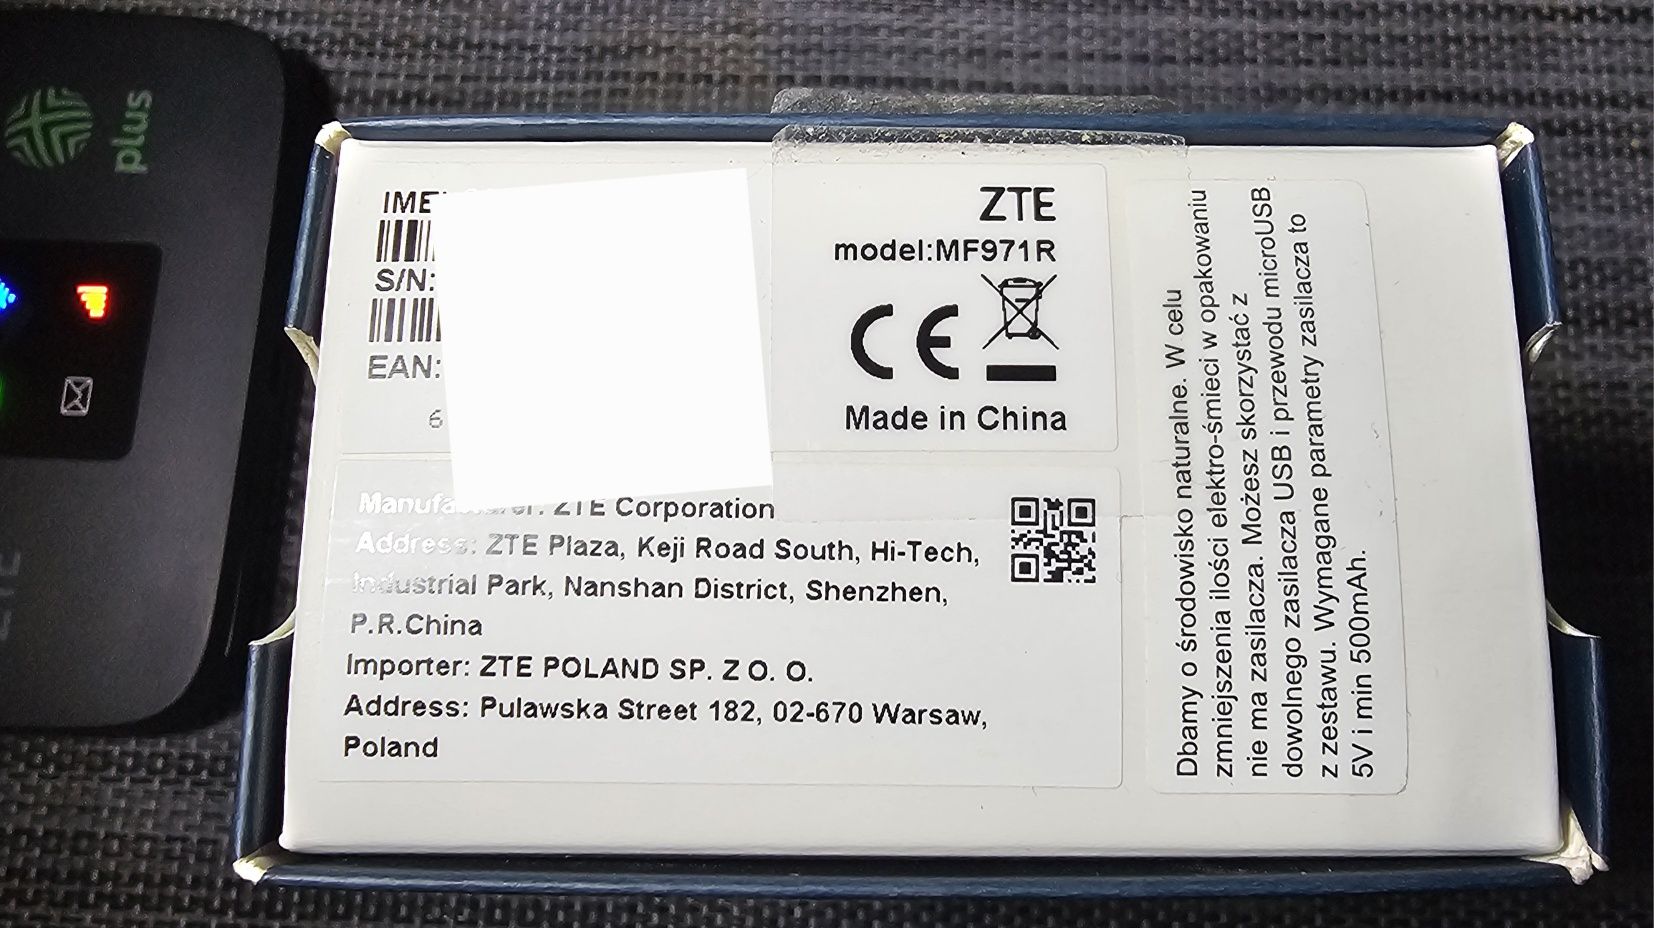 plus
IME
S/N:
EAN:
6
ZTE
model:MF971R
CE
Made in China
Manufa er: ZTE Corporation
Address: ZTE Plaza, Keji Road South, Hi-Tech,
Industrial Park, Nanshan District, Shenzhen,
P.R.China
Importer: ZTE POLAND SP. Z O. O.
Address: Pulawska Street 182, 02-670 Warsaw,
Poland
Dbamy o środowisko naturalne. W celu
zmniejszenia ilości elektro-śmieci w opakowaniu
nie ma zasilacza. Możesz skorzystać z
dowolnego zasilacza USB i przewodu microUSB
z zestawu. Wymagane parametry zasilacza to
5V i min 500mAh.